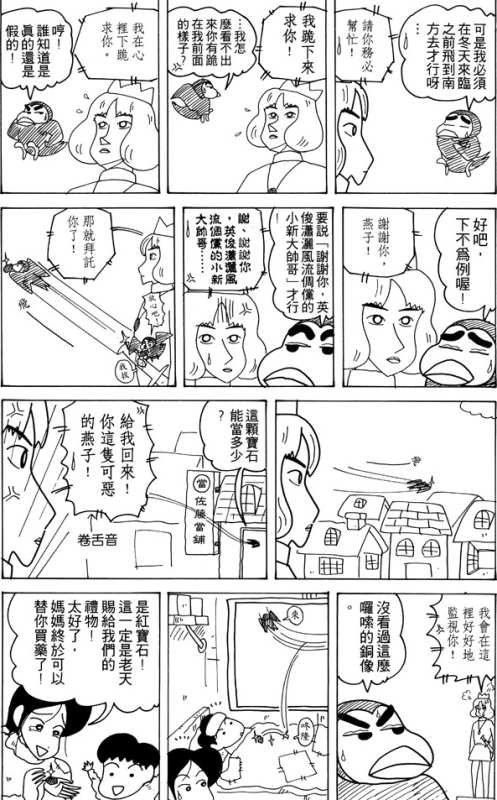 可是我必須
在冬天來臨
之前飛到南
方去才行呀
…
請你務必
幫忙！
我跪下來
求你！
…我怎
麼看不出
來你有跪
在我前面
的樣子？
我在心
裡下跪
求你。
哼！
誰知道是
真的還是
假的！
好吧，
下不為例喔！
謝謝你，
燕子！
要說「謝謝你，英
俊瀟灑風流倜儻的
小新大帥哥」才行
！
謝、謝謝你
，英俊瀟灑風
流倜儻的小新
大帥哥……
那就拜託
你了！
飛
我找
這顆寶石
能當多少
？
當
佐藤當舖
卷舌音
給我回來！
你這隻可惡
的燕子！
我會在這
裡好好地
監視你！
沒看過這麼
囉嗦的銅像
。
來
咚隆
是紅寶石！
這一定是老天
賜給我們的
禮物！
太好了，
媽媽終於可以
替你買藥了！